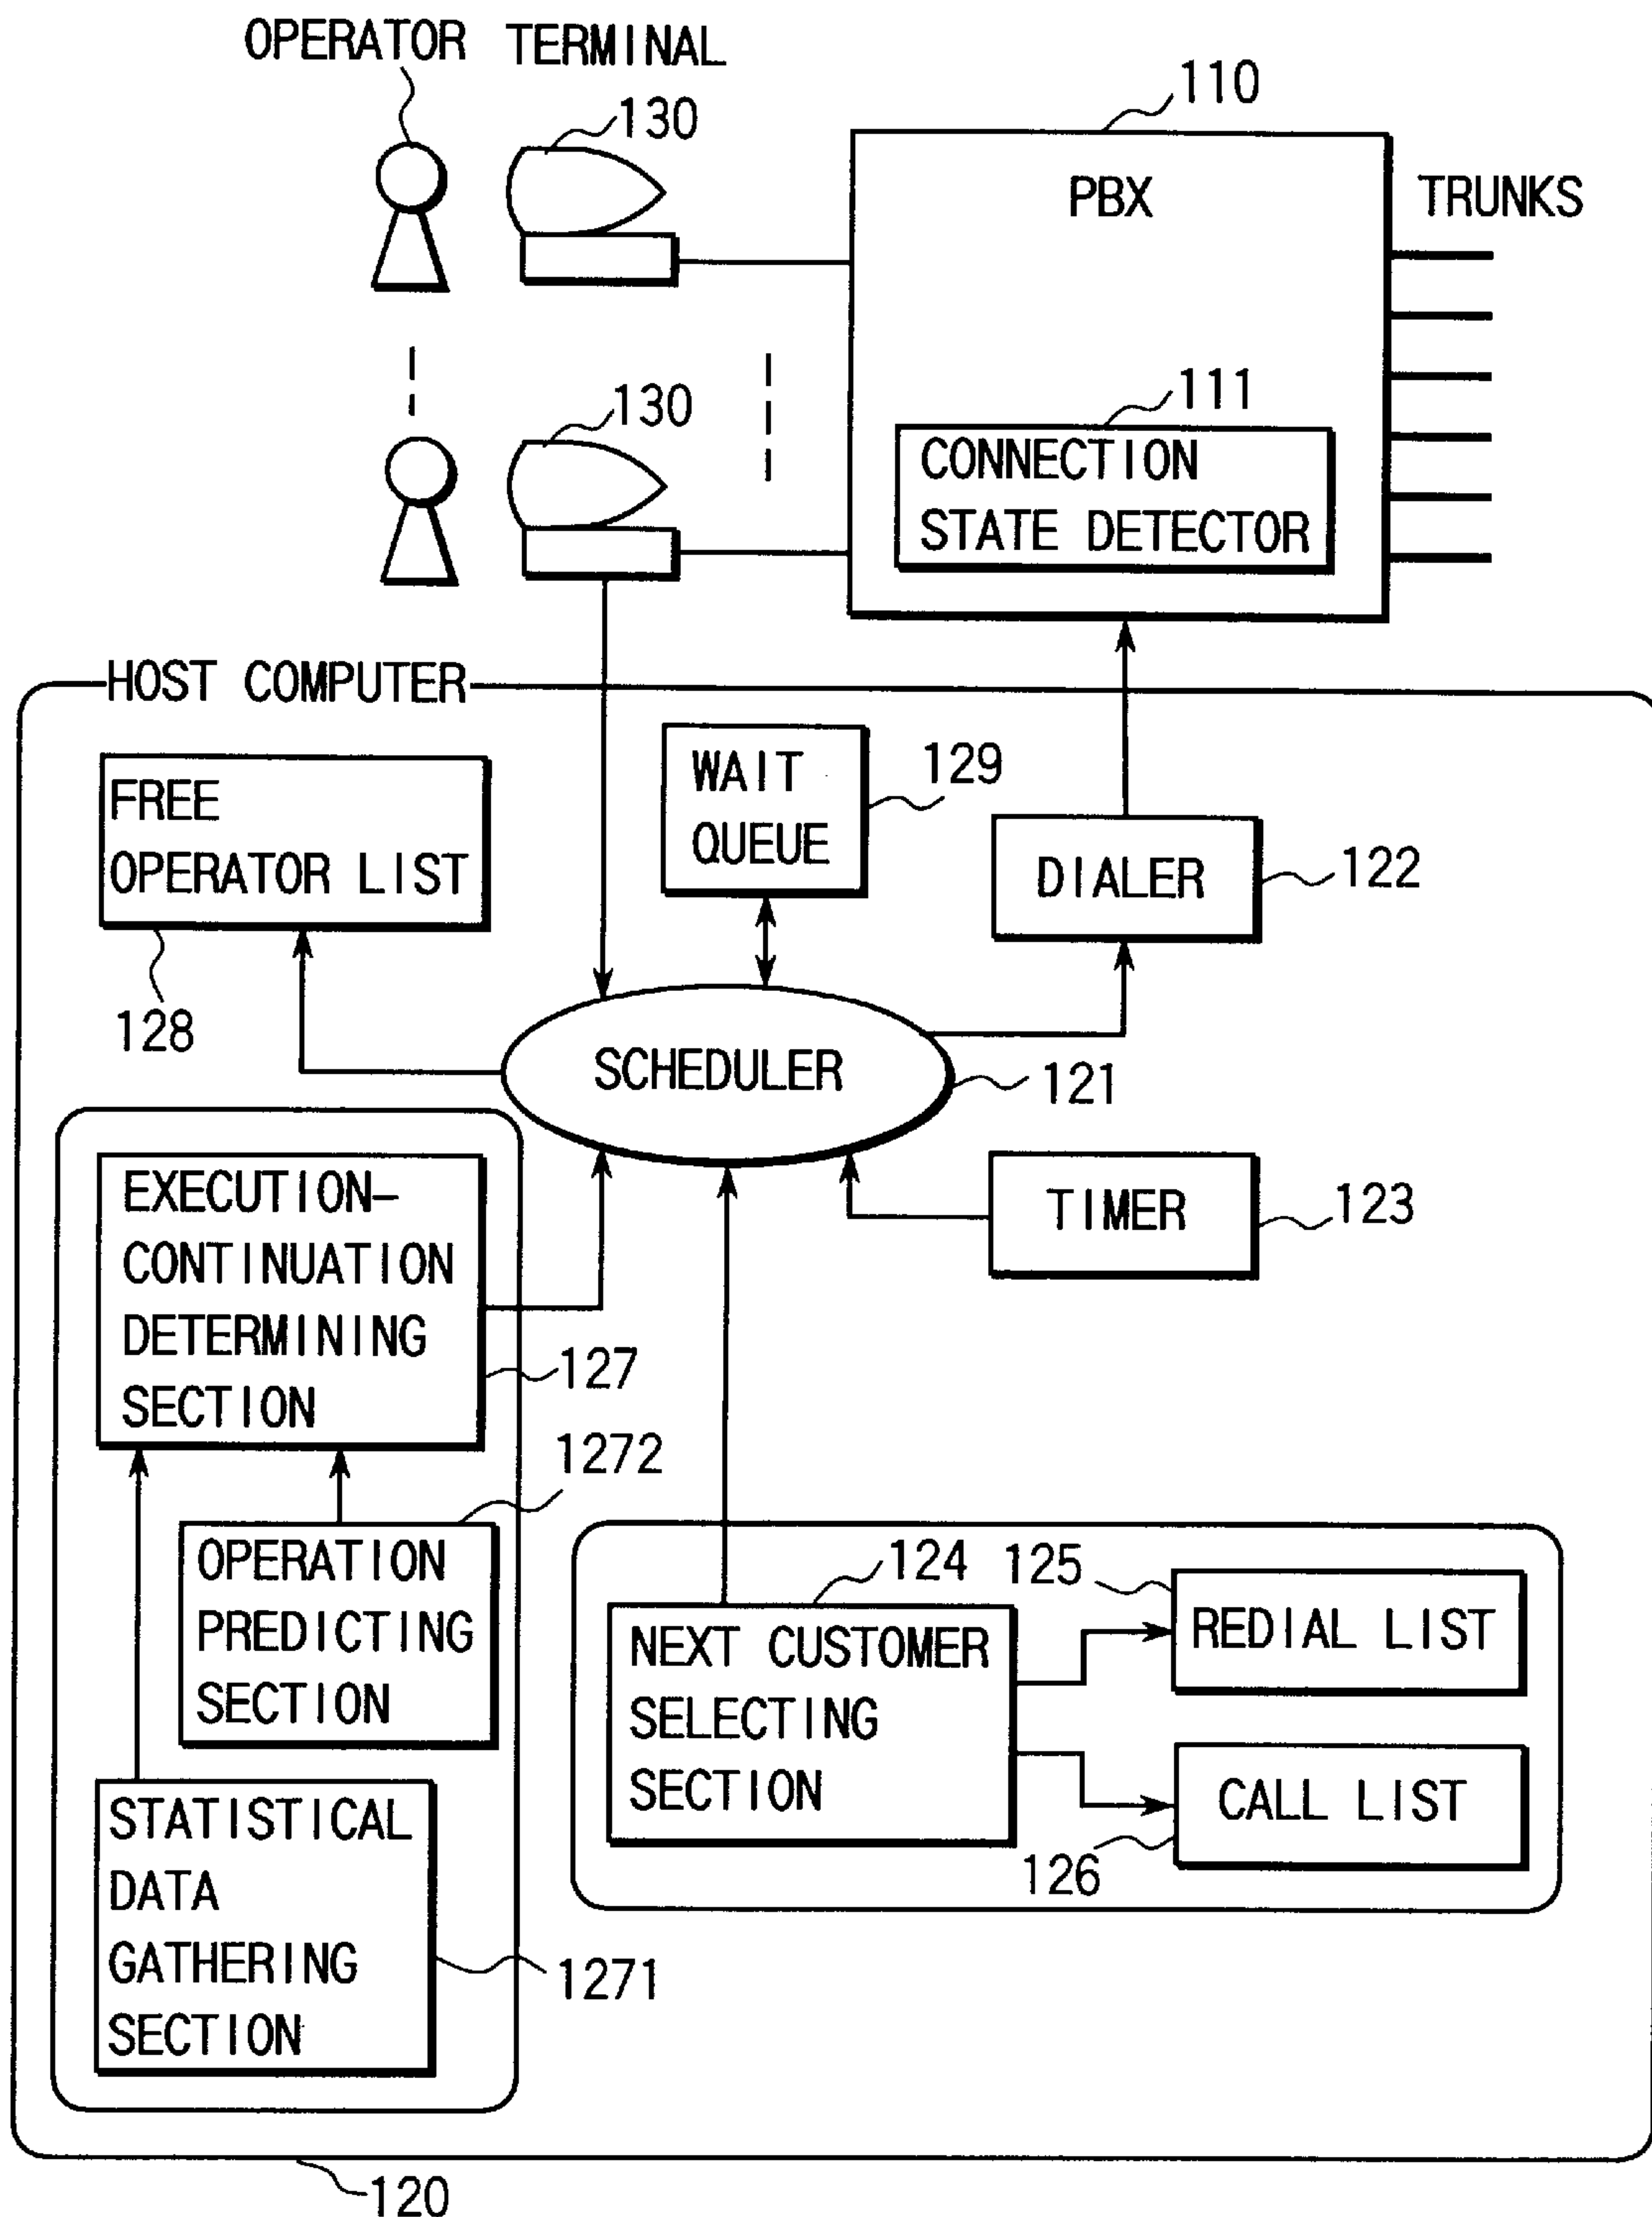 OPERATOR TERMINAL
110
130
PBX
TRUNKS
130
111
CONNECTION
STATE DETECTOR
HOST COMPUTER
FREE
OPERATOR LIST
128
WAIT
QUEUE
129
DIALER
122
SCHEDULER
121
TIMER
123
EXECUTION-
CONTINUATION
DETERMINING
SECTION
127
1272
OPERATION
PREDICTING
SECTION
STATISTICAL
DATA
GATHERING
SECTION
1271
124
NEXT CUSTOMER
SELECTING
SECTION
125
REDIAL LIST
CALL LIST
126
120